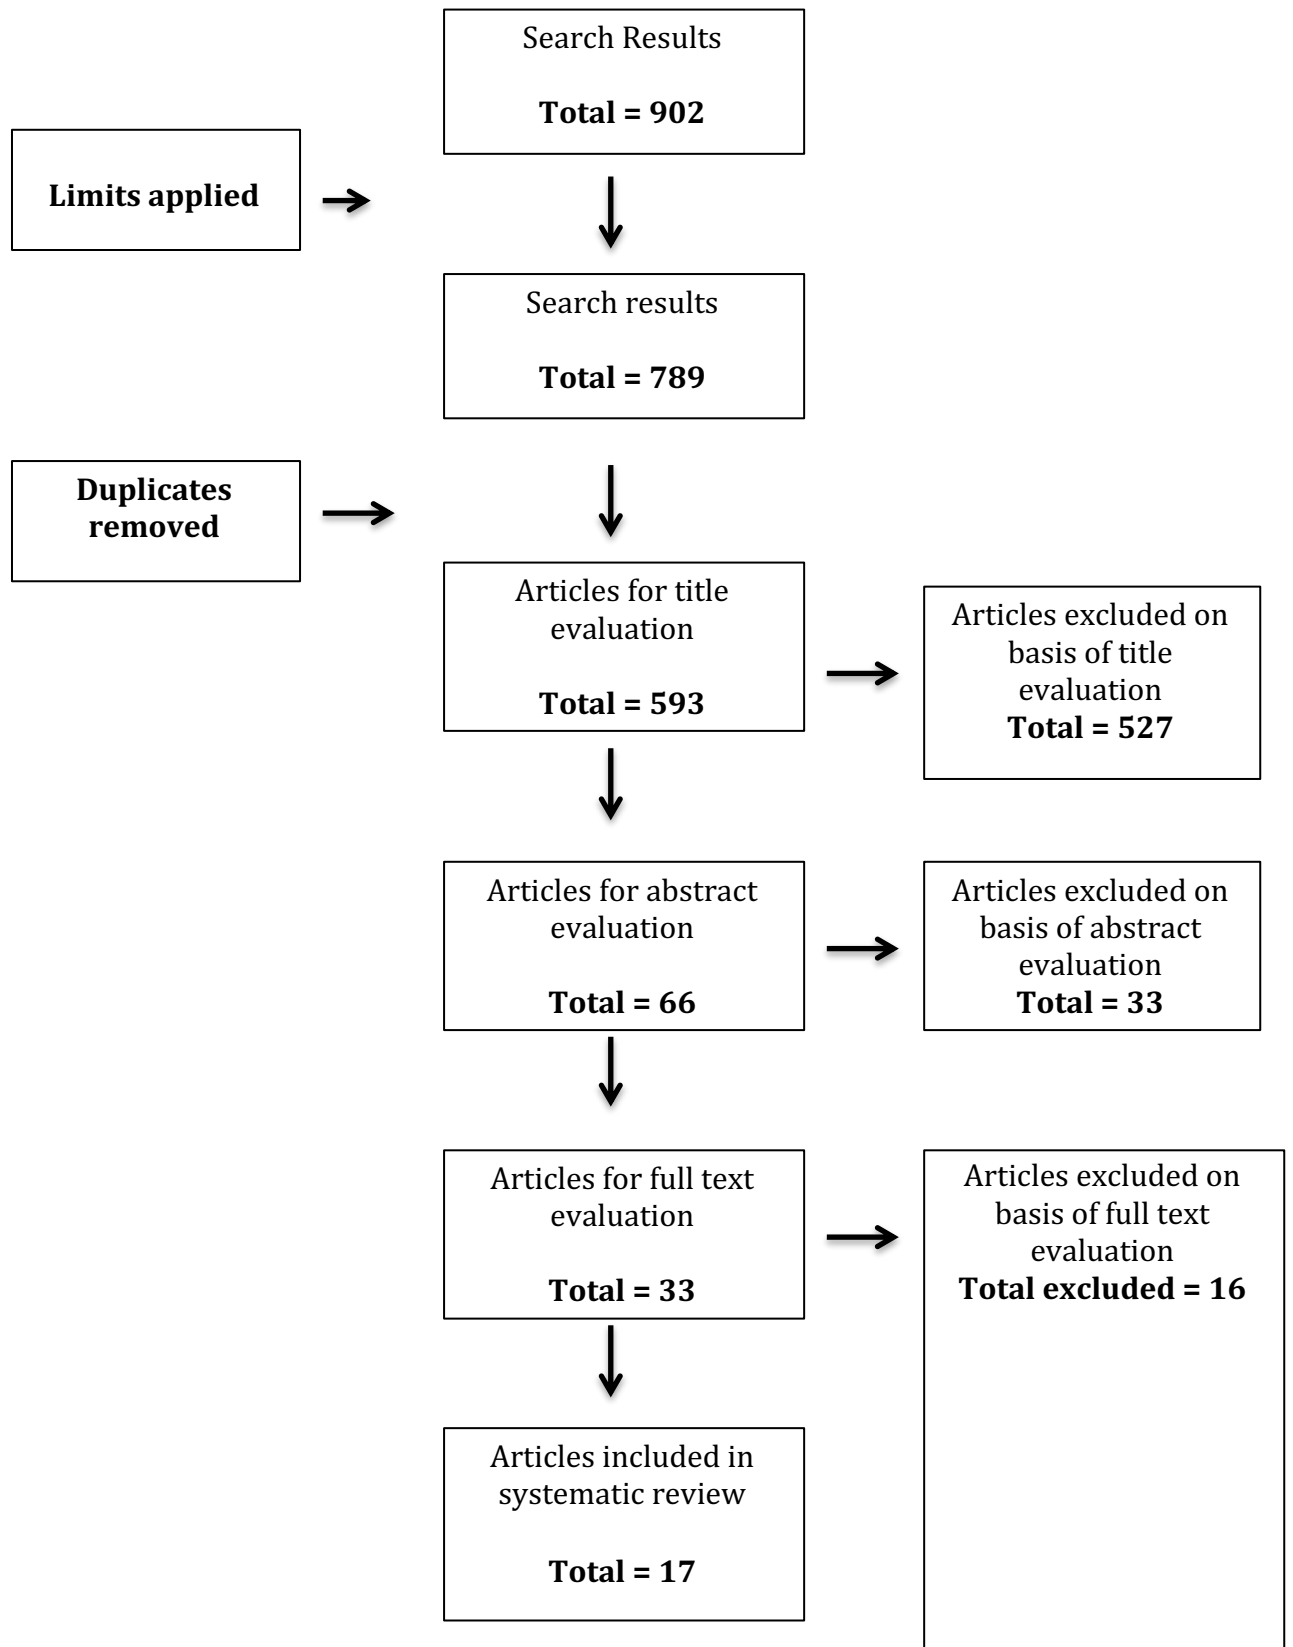 Search Results
Total = 902
Limits applied
Search results
Total = 789
Duplicates
removed
Articles for title
evaluation
Total = 593
Articles excluded on
basis of title
evaluation
Total = 527
Articles for abstract
evaluation
Total = 66
Articles excluded on
basis of abstract
evaluation
Total = 33
Articles for full text
evaluation
Total = 33
Articles excluded on
basis of full text
evaluation
Total excluded = 16
Articles included in
systematic review
Total = 17